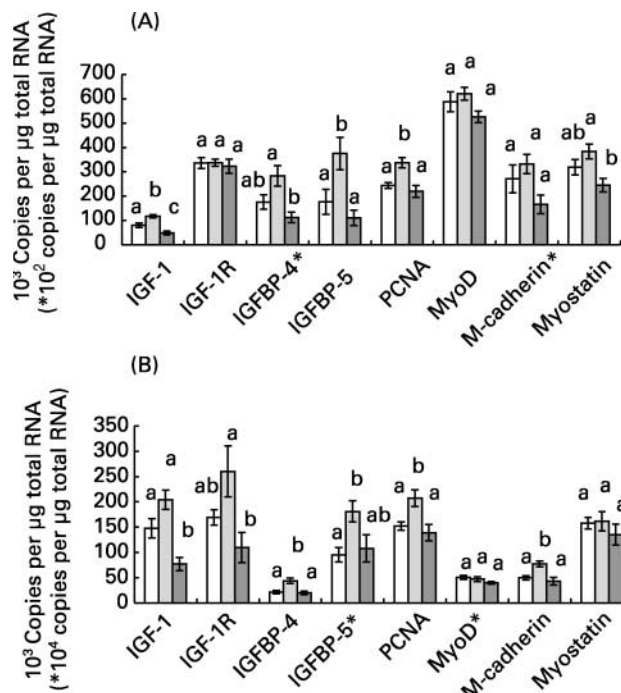 (A)
10³ Copies per µg total RNA
(*10² copies per µg total RNA)
700
600
500
400
300
200
100
0
a b c
a a a
ab a b
a b a
a b a
a a a
a a a
ab a b
IGF-1
IGF-1R
IGFBP-4*
IGFBP-5
PCNA
MyoD
M-cadherin*
Myostatin
(B)
10³ Copies per µg total RNA
(*10⁴ copies per µg total RNA)
350
300
250
200
150
100
50
0
a a b
ab a b
a b a
a b ab
a b a
a a a
a b a
a a a
IGF-1
IGF-1R
IGFBP-4
IGFBP-5*
PCNA
MyoD*
M-cadherin
Myostatin